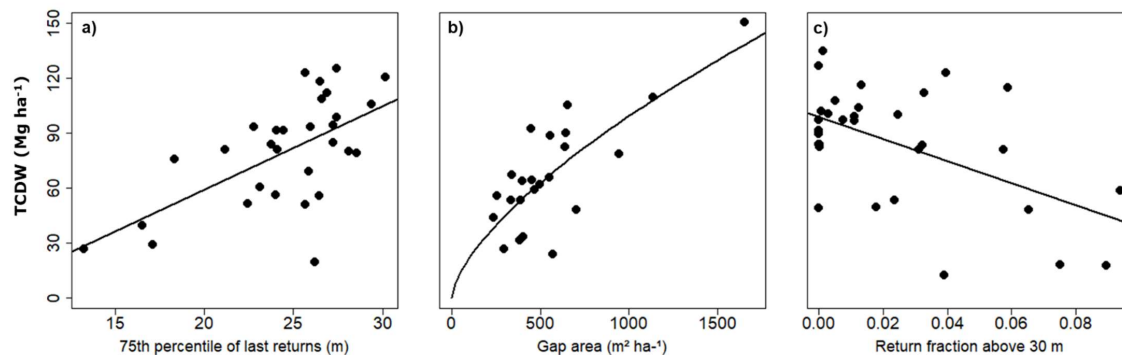 a)
b)
c)
TCDW (Mg ha⁻¹)
150
120
90
60
30
0
15 20 25 30
0 500 1000 1500
0.00 0.02 0.04 0.06 0.08
75th percentile of last returns (m)
Gap area (m² ha-¹)
Return fraction above 30 m